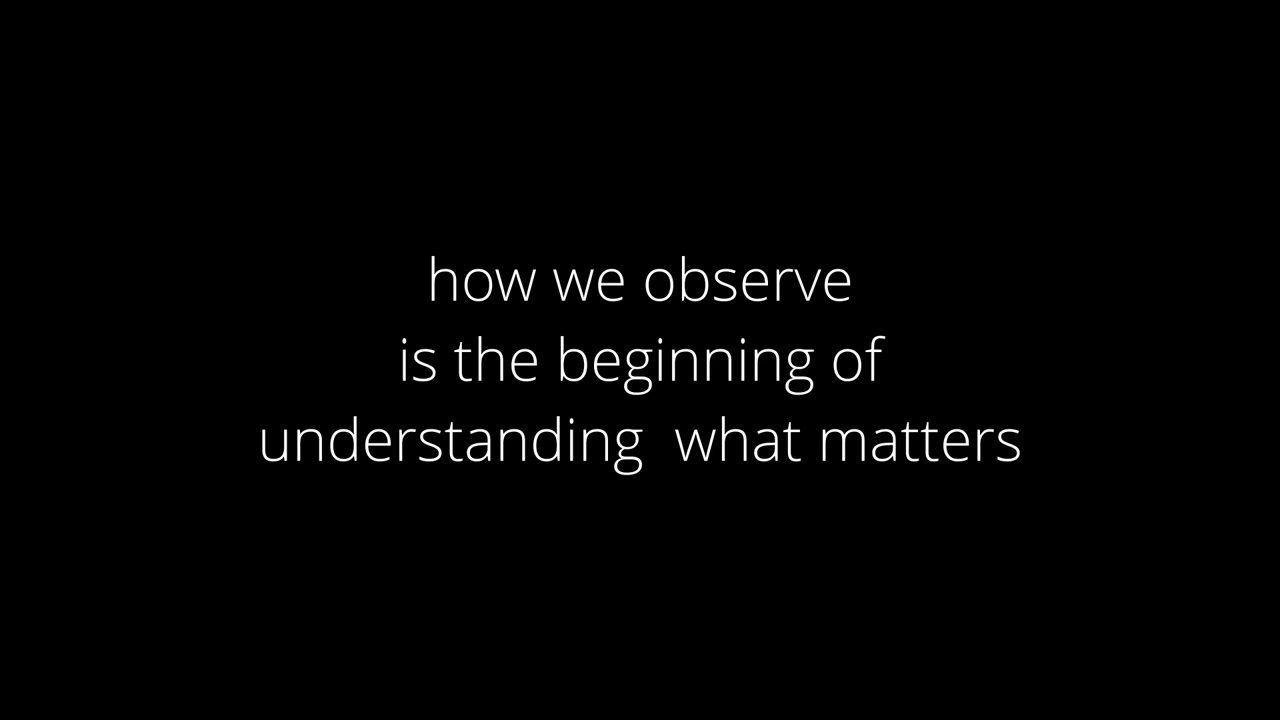 how we observe
is the beginning of
understanding  what matters